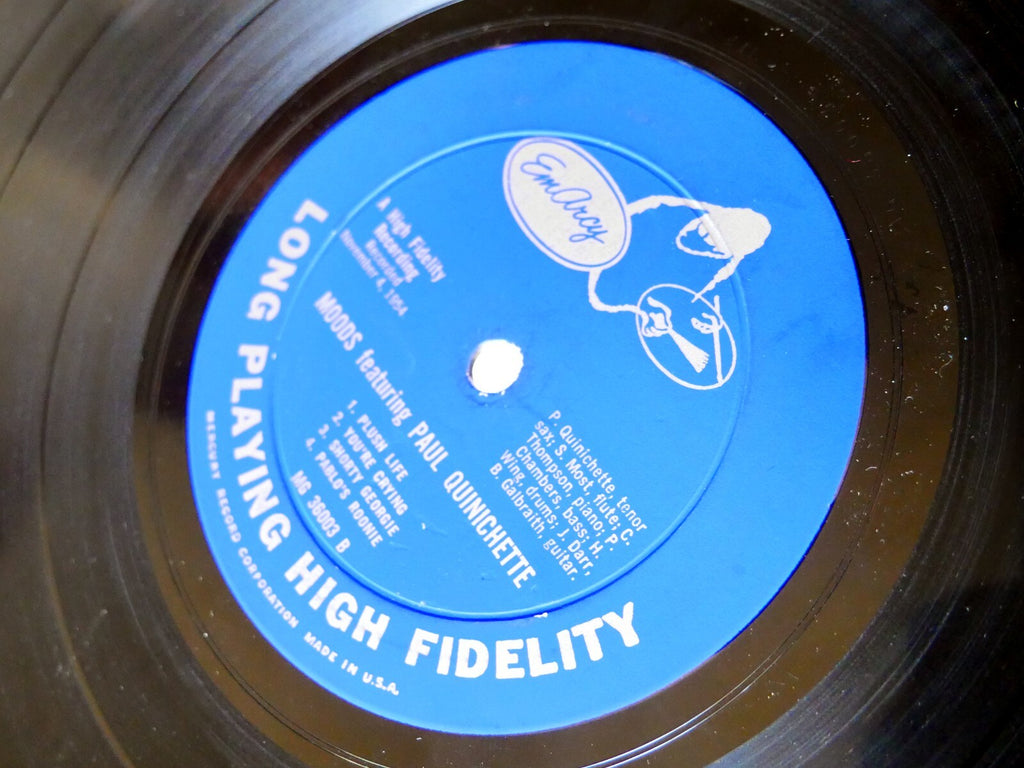 EmArcy
A High Fidelity
Recording
Recorded
November 4, 1954
MOODS featuring PAUL QUINICHETTE
1. PLUSH LIFE
2. YOU'RE CRYING
3. SHORTY GEORGIE
4. PABLO'S ROONIE
MG 36003 B
P. Quinichette, tenor
sax; S. Most, flute; C.
Thompson, piano; P.
Chambers, bass; H.
Wing, drums; J. Darr,
B. Galbraith, guitar.
LONG PLAYING HIGH FIDELITY
MERCURY RECORD CORPORATION MADE IN U.S.A.